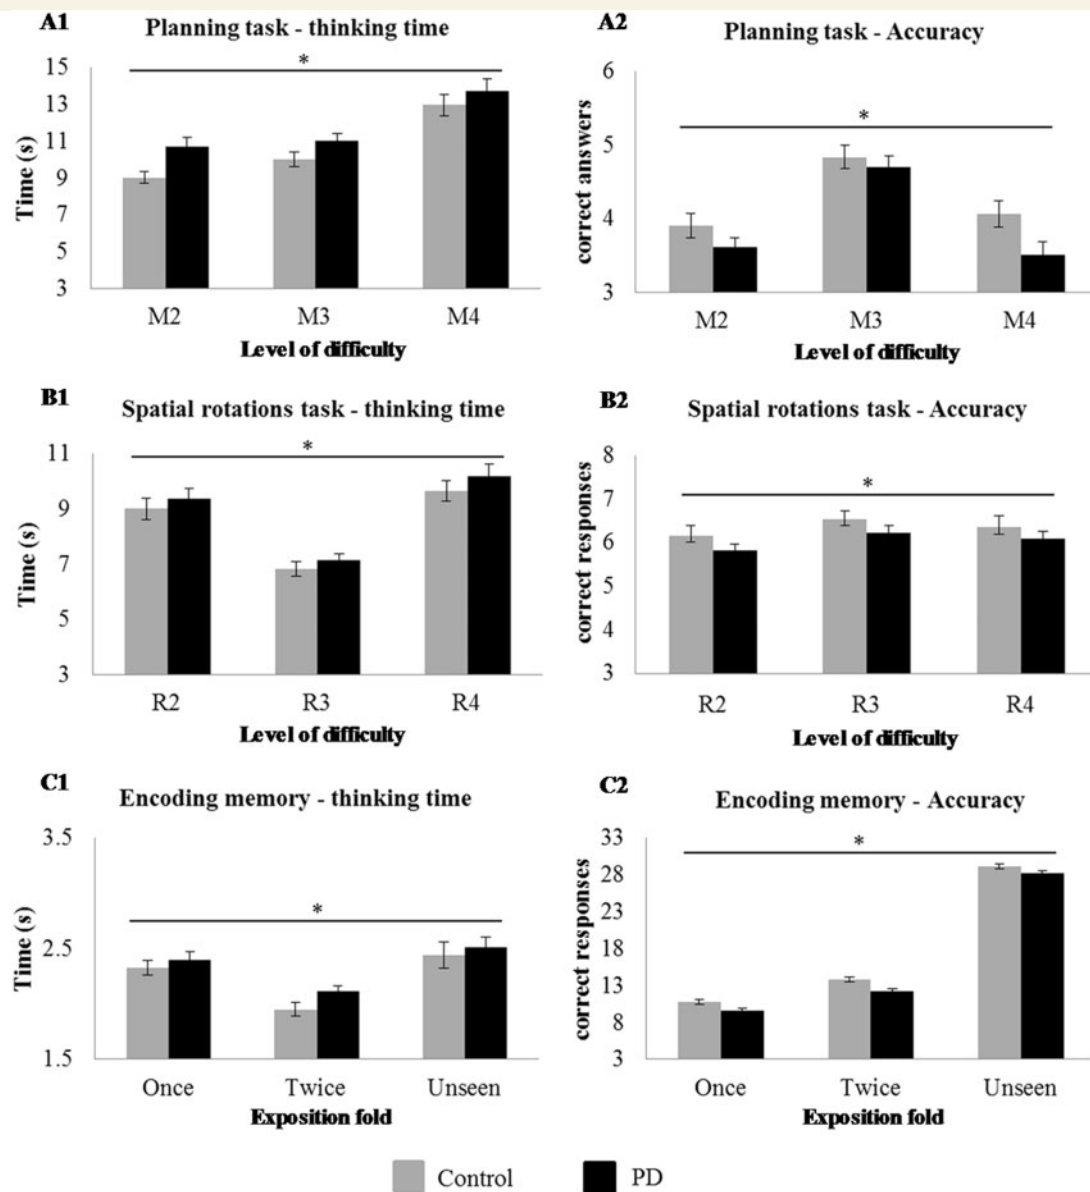 A1 Planning task - thinking time
*
15
13
11
9
7
5
3
Time (s)
M2 M3 M4
Level of difficulty
A2 Planning task - Accuracy
*
6
5
4
3
correct answers
M2 M3 M4
Level of difficulty
B1 Spatial rotations task - thinking time
*
11
9
7
5
3
Time (s)
R2 R3 R4
Level of difficulty
B2 Spatial rotations task - Accuracy
*
8
7
6
5
4
3
correct responses
R2 R3 R4
Level of difficulty
C1 Encoding memory - thinking time
*
3.5
2.5
1.5
Time (s)
Once Twice Unseen
Exposition fold
C2 Encoding memory - Accuracy
*
33
28
23
18
13
8
3
correct responses
Once Twice Unseen
Exposition fold
Control PD